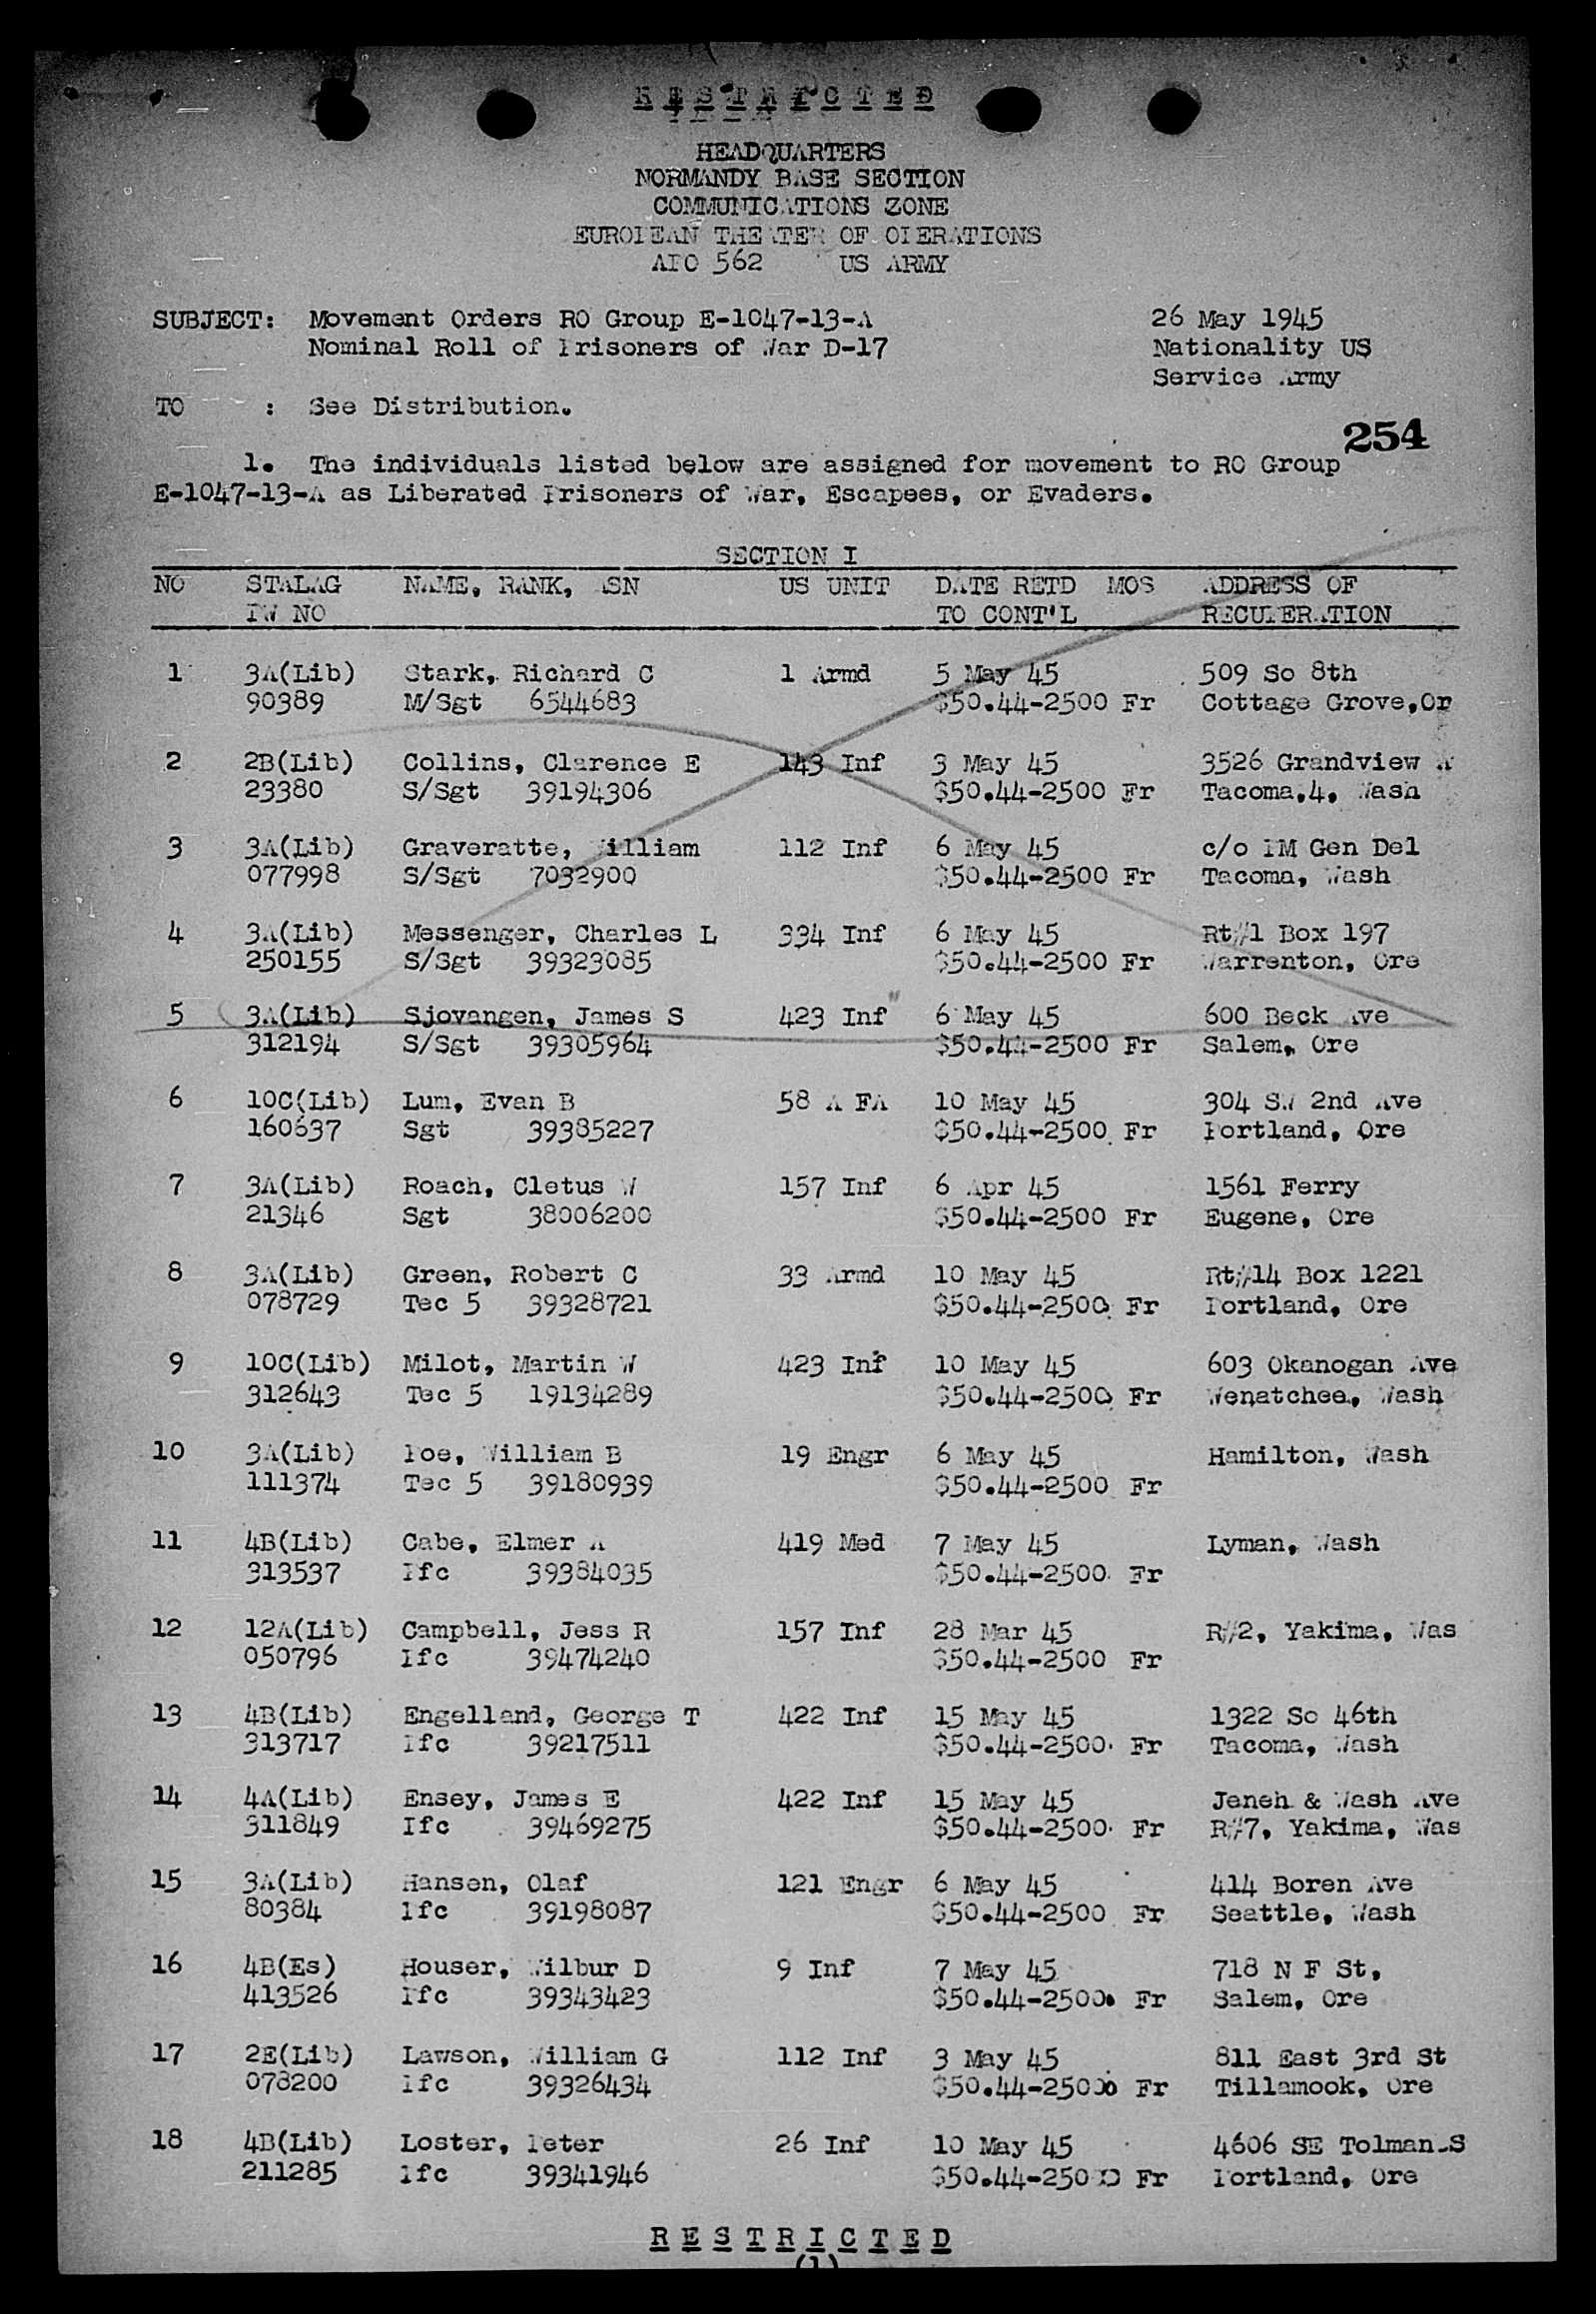 RESTRICTED
HEADQUARTERS
NORMANDY BASE SECTION
COMMUNICATIONS ZONE
EUROPEAN THEATER OF OPERATIONS
APO 562 US ARMY
SUBJECT: Movement Orders RO Group E-1047-13-A 26 May 1945
Nominal Roll of Prisoners of War D-17 Nationality US
Service Army
TO : See Distribution.
254
1. The individuals listed below are assigned for movement to RO Group
E-1047-13-A as Liberated Prisoners of War, Escapees, or Evaders.
SECTION I
NO STALAG NAME, RANK, ASN US UNIT DATE RETD MOS ADDRESS OF
PW NO TO CONT'L RECUPERATION
1 3A(Lib) Stark, Richard C 1 Armd 5 May 45 509 So 8th
90389 M/Sgt 6544683 $50.44-2500 Fr Cottage Grove,Or
2 2B(Lib) Collins, Clarence E 143 Inf 3 May 45 3526 Grandview
23380 S/Sgt 39194306 $50.44-2500 Fr Tacoma,4, Wash
3 3A(Lib) Graveratte, William 112 Inf 6 May 45 c/o PM Gen Del
077998 S/Sgt 7032900 $50.44-2500 Fr Tacoma, Wash
4 3A(Lib) Messenger, Charles L 334 Inf 6 May 45 Rt#1 Box 197
250155 S/Sgt 39323085 $50.44-2500 Fr Warrenton, Ore
5 3A(Lib) Sjovangen, James S 423 Inf 6 May 45 600 Beck Ave
312194 S/Sgt 39305964 $50.44-2500 Fr Salem, Ore
6 10C(Lib) Lum, Evan B 58 A FA 10 May 45 304 SW 2nd Ave
160637 Sgt 39385227 $50.44-2500 Fr Portland, Ore
7 3A(Lib) Roach, Cletus W 157 Inf 6 Apr 45 1561 Ferry
21346 Sgt 38006200 $50.44-2500 Fr Eugene, Ore
8 3A(Lib) Green, Robert C 33 Armd 10 May 45 Rt#14 Box 1221
078729 Tec 5 39328721 $50.44-2500 Fr Portland, Ore
9 10C(Lib) Milot, Martin W 423 Inf 10 May 45 603 Okanogan Ave
312643 Tec 5 19134289 $50.44-2500 Fr Wenatchee, Wash
10 3A(Lib) Poe, William B 19 Engr 6 May 45 Hamilton, Wash
111374 Tec 5 39180939 $50.44-2500 Fr
11 4B(Lib) Cabe, Elmer A 419 Med 7 May 45 Lyman, Wash
313537 Pfc 39384035 $50.44-2500 Fr
12 12A(Lib) Campbell, Jess R 157 Inf 28 Mar 45 R#2, Yakima, Was
050796 Pfc 39474240 $50.44-2500 Fr
13 4B(Lib) Engelland, George T 422 Inf 15 May 45 1322 So 46th
313717 Pfc 39217511 $50.44-2500 Fr Tacoma, Wash
14 4A(Lib) Ensey, James E 422 Inf 15 May 45 Jeneh & Wash Ave
311849 Pfc 39469275 $50.44-2500 Fr R#7, Yakima, Was
15 3A(Lib) Hansen, Olaf 121 Engr 6 May 45 414 Boren Ave
80384 Pfc 39198087 $50.44-2500 Fr Seattle, Wash
16 4B(Es) Houser, Wilbur D 9 Inf 7 May 45 718 N F St,
413526 Pfc 39343423 $50.44-2500 Fr Salem, Ore
17 2E(Lib) Lawson, William G 112 Inf 3 May 45 811 East 3rd St
078200 Pfc 39326434 $50.44-2500 Fr Tillamook, Ore
18 4B(Lib) Loster, Peter 26 Inf 10 May 45 4606 SE Tolman S
211285 Pfc 39341946 $50.44-2500 Fr Portland, Ore
RESTRICTED
(1)